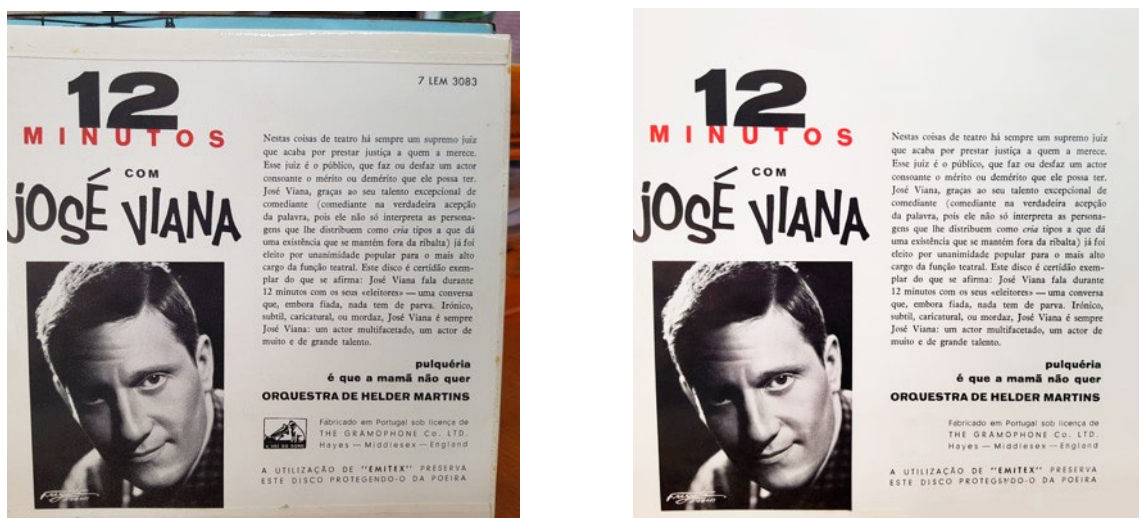 7 LEM 3083
12
MINUTOS
COM
JOSÉ VIANA
Nestas coisas de teatro há sempre um supremo juiz
que acaba por prestar justiça a quem a merece.
Esse juiz é o público, que faz ou desfaz um actor
consoante o mérito ou demérito que ele possa ter.
José Viana, graças ao seu talento excepcional de
comediante (comediante na verdadeira acepção
da palavra, pois ele não só interpreta as persona-
gens que lhe distribuem como cria tipos a que dá
uma existência que se mantém fora da ribalta) já foi
eleito por unanimidade popular para o mais alto
cargo da função teatral. Este disco é certidão exem-
plar do que se afirma: José Viana fala durante
12 minutos com os seus «eleitores» — uma conversa
que, embora fiada, nada tem de parva. Irónico,
subtil, caricatural, ou mordaz, José Viana é sempre
José Viana: um actor multifacetado, um actor de
muito e de grande talento.
pulquéria
é que a mamã não quer
ORQUESTRA DE HELDER MARTINS
Fabricado em Portugal sob licença de
THE GRAMOPHONE Co. LTD.
Hayes — Middlesex — England
A UTILIZAÇÃO DE "EMITEX" PRESERVA
ESTE DISCO PROTEGENDO-O DA POEIRA
12
MINUTOS
COM
JOSÉ VIANA
Nestas coisas de teatro há sempre um supremo juiz
que acaba por prestar justiça a quem a merece.
Esse juiz é o público, que faz ou desfaz um actor
consoante o mérito ou demérito que ele possa ter.
José Viana, graças ao seu talento excepcional de
comediante (comediante na verdadeira acepção
da palavra, pois ele não só interpreta as persona-
gens que lhe distribuem como cria tipos a que dá
uma existência que se mantém fora da ribalta) já foi
eleito por unanimidade popular para o mais alto
cargo da função teatral. Este disco é certidão exem-
plar do que se afirma: José Viana fala durante
12 minutos com os seus «eleitores» — uma conversa
que, embora fiada, nada tem de parva. Irónico,
subtil, caricatural, ou mordaz, José Viana é sempre
José Viana: um actor multifacetado, um actor de
muito e de grande talento.
pulquéria
é que a mamã não quer
ORQUESTRA DE HELDER MARTINS
Fabricado em Portugal sob licença de
THE GRAMOPHONE Co. LTD.
Hayes — Middlesex — England
A UTILIZAÇÃO DE "EMITEX" PRESERVA
ESTE DISCO PROTEGENDO-O DA POEIRA